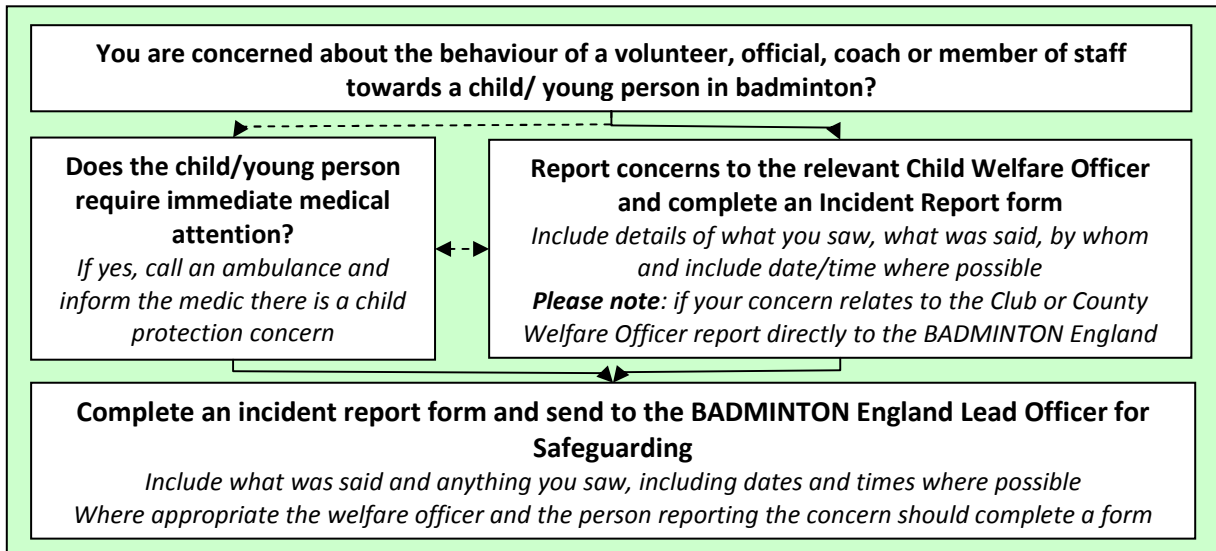 You are concerned about the behaviour of a volunteer, official, coach or member of staff
towards a child/ young person in badminton?
Does the child/young person
require immediate medical
attention?
If yes, call an ambulance and
inform the medic there is a child
protection concern
Report concerns to the relevant Child Welfare Officer
and complete an Incident Report form
Include details of what you saw, what was said, by whom
and include date/time where possible
Please note: if your concern relates to the Club or County
Welfare Officer report directly to the BADMINTON England
Complete an incident report form and send to the BADMINTON England Lead Officer for
Safeguarding
Include what was said and anything you saw, including dates and times where possible
Where appropriate the welfare officer and the person reporting the concern should complete a form